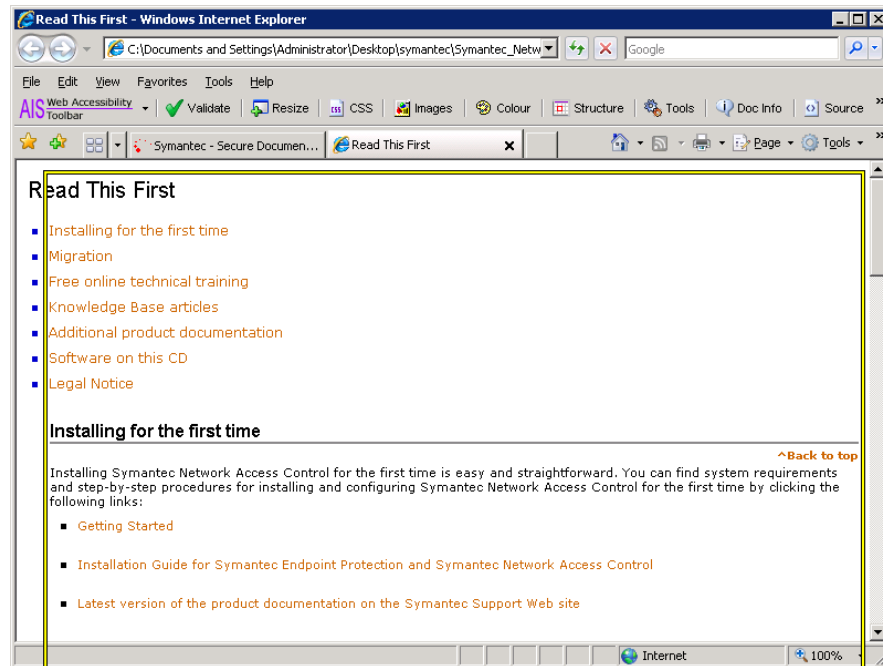 Read This First - Windows Internet Explorer
C:\Documents and Settings\Administrator\Desktop\symantec\Symantec_Netw
Google
File Edit View Favorites Tools Help
AIS Web Accessibility Toolbar Validate Resize CSS Images Colour Structure Tools Doc Info Source »
Symantec - Secure Documen... Read This First x Page Tools »
Read This First
Installing for the first time
Migration
Free online technical training
Knowledge Base articles
Additional product documentation
Software on this CD
Legal Notice
Installing for the first time
^Back to top
Installing Symantec Network Access Control for the first time is easy and straightforward. You can find system requirements
and step-by-step procedures for installing and configuring Symantec Network Access Control for the first time by clicking the
following links:
Getting Started
Installation Guide for Symantec Endpoint Protection and Symantec Network Access Control
Latest version of the product documentation on the Symantec Support Web site
Internet 100%